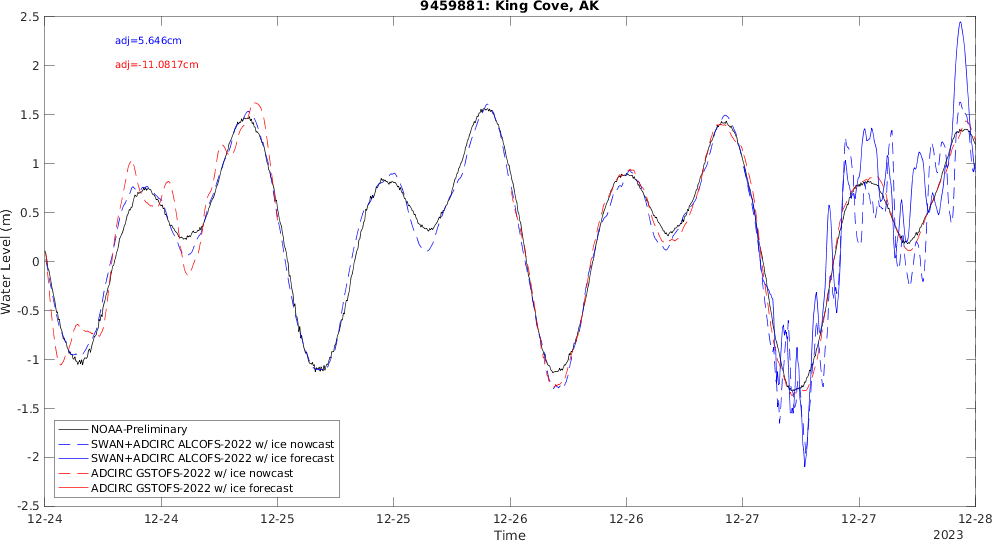 9459881: King Cove, AK
2.5
2
1.5
1
0.5
0
-0.5
-1
-1.5
-2
-2.5
Water Level (m)
adj=5.646cm
adj=-11.0817cm
NOAA-Preliminary
SWAN+ADCIRC ALCOFS-2022 w/ ice nowcast
SWAN+ADCIRC ALCOFS-2022 w/ ice forecast
ADCIRC GSTOFS-2022 w/ ice nowcast
ADCIRC GSTOFS-2022 w/ ice forecast
12-24 12-24 12-25 12-25 12-26 12-26 12-27 12-27 12-28
Time
2023